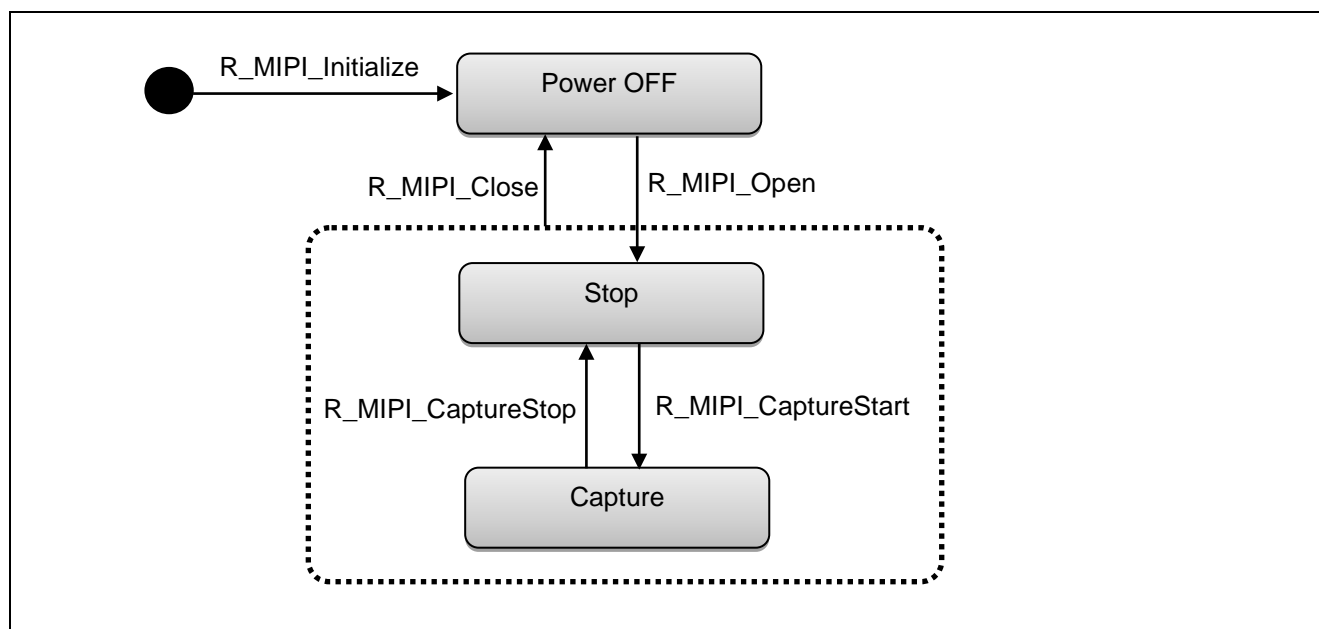 R_MIPI_Initialize
Power OFF
R_MIPI_Close
R_MIPI_Open
Stop
R_MIPI_CaptureStop
R_MIPI_CaptureStart
Capture